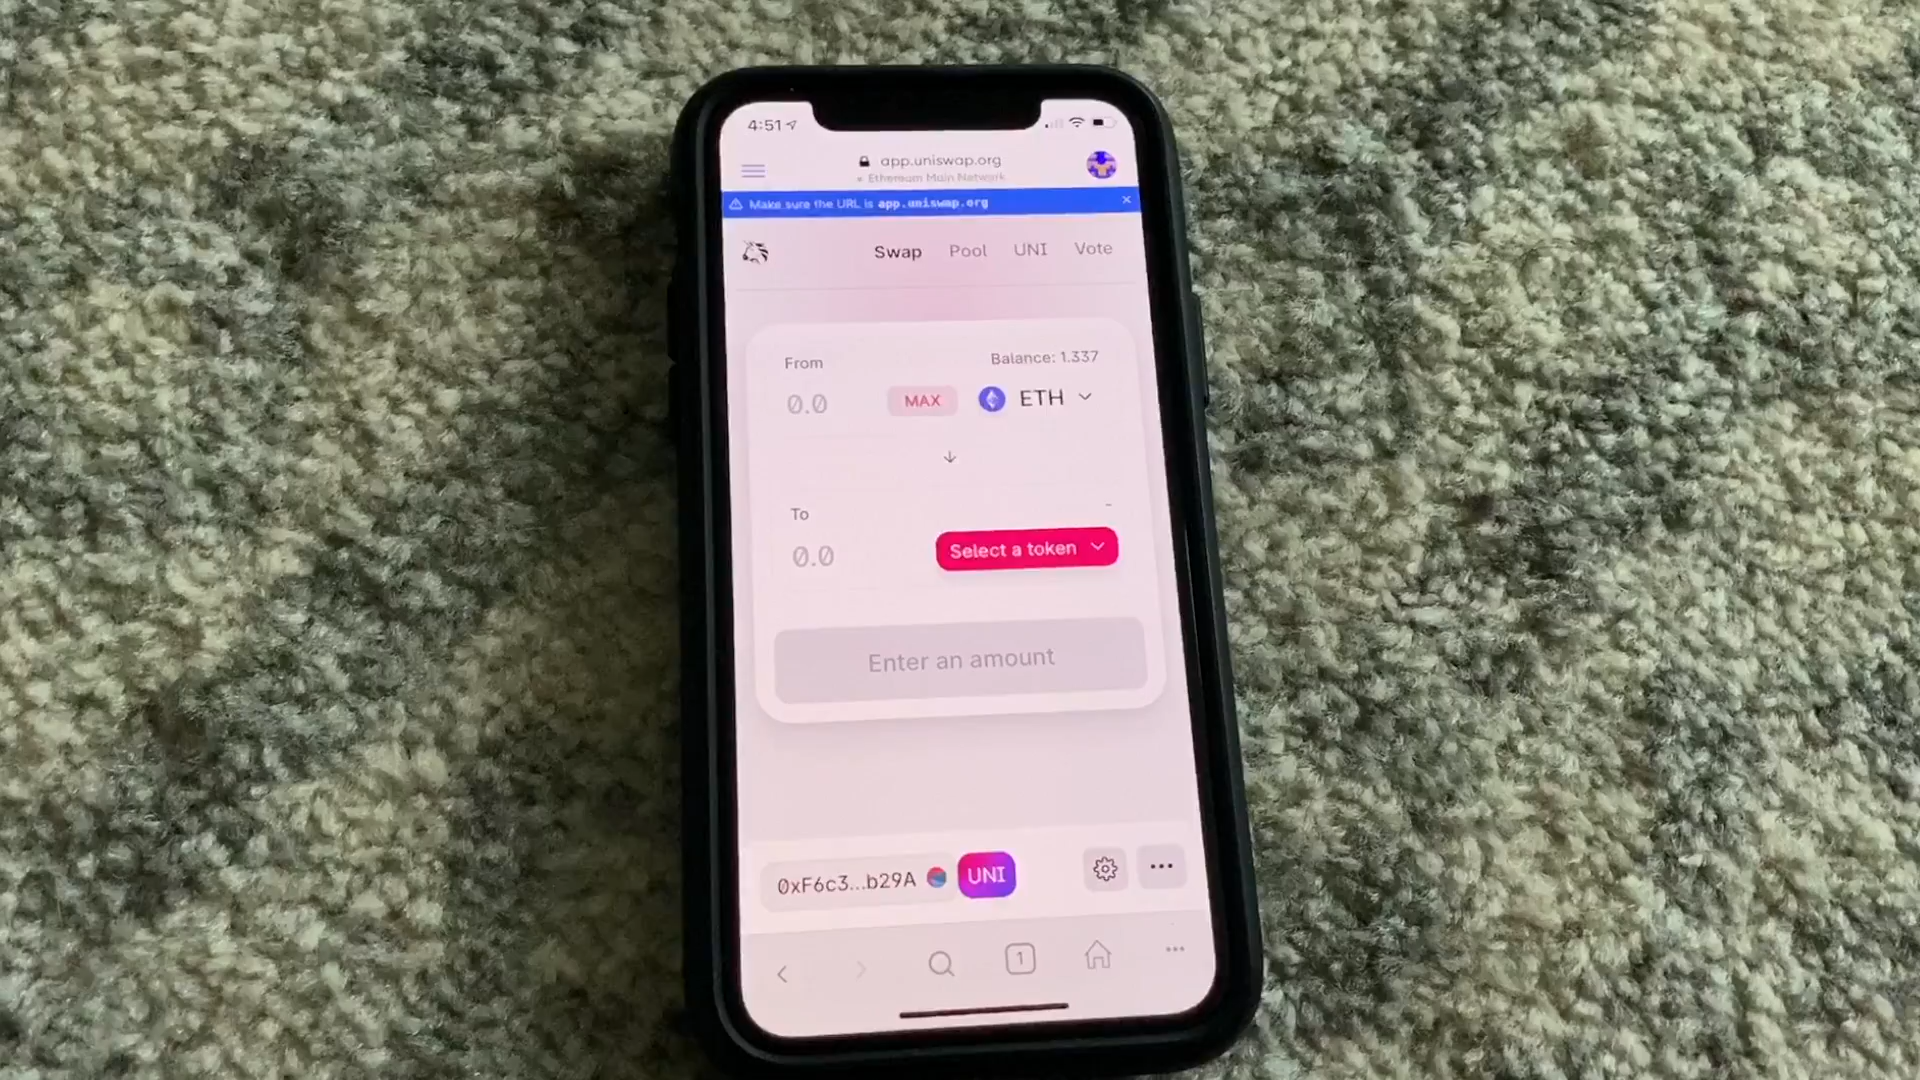 4:51
app.uniswap.org
Ethereum Main Network
Make sure the URL is app.uniswap.org
Swap Pool UNI Vote
From Balance: 1.337
0.0 MAX ETH
To -
0.0 Select a token
Enter an amount
0xF6c3...b29A UNI
1